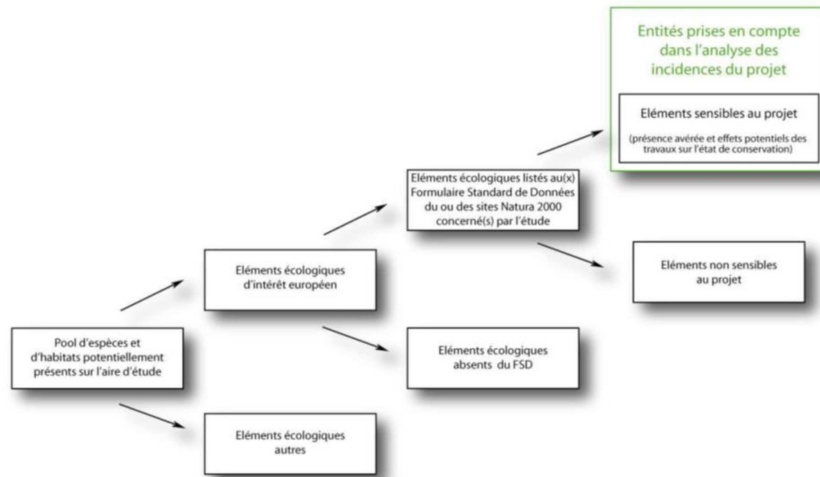 Entités prises en compte
dans l'analyse des
incidences du projet
Eléments sensibles au projet
(présence avérée et effets potentiels des
travaux sur l'état de conservation)
Eléments écologiques listés au(x)
Formulaire Standard de Données
du ou des sites Natura 2000
concerné(s) par l'étude
Eléments non sensibles
au projet
Eléments écologiques
d'intérêt européen
Pool d'espèces et
d'habitats potentiellement
présents sur l'aire d'étude
Eléments écologiques
absents du FSD
Eléments écologiques
autres